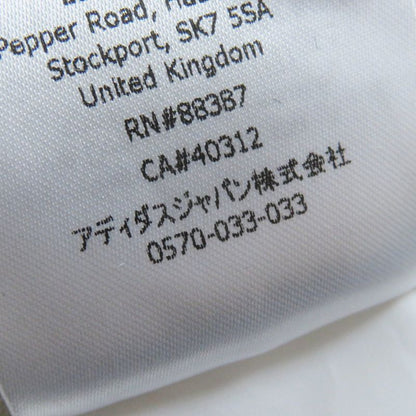 Pepper Road,
Stockport, SK7 5SA
United Kingdom
RN#88387
CA#40312
アディダスジャパン株式会社
0570-033-033